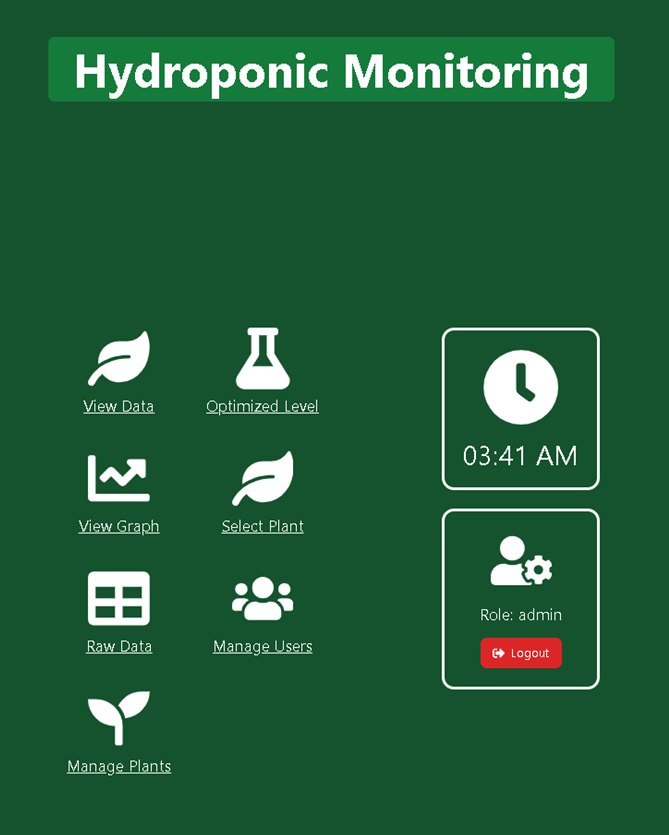 Hydroponic Monitoring
View Data
Optimized Level
View Graph
Select Plant
Raw Data
Manage Users
Manage Plants
03:41 AM
Role: admin
Logout